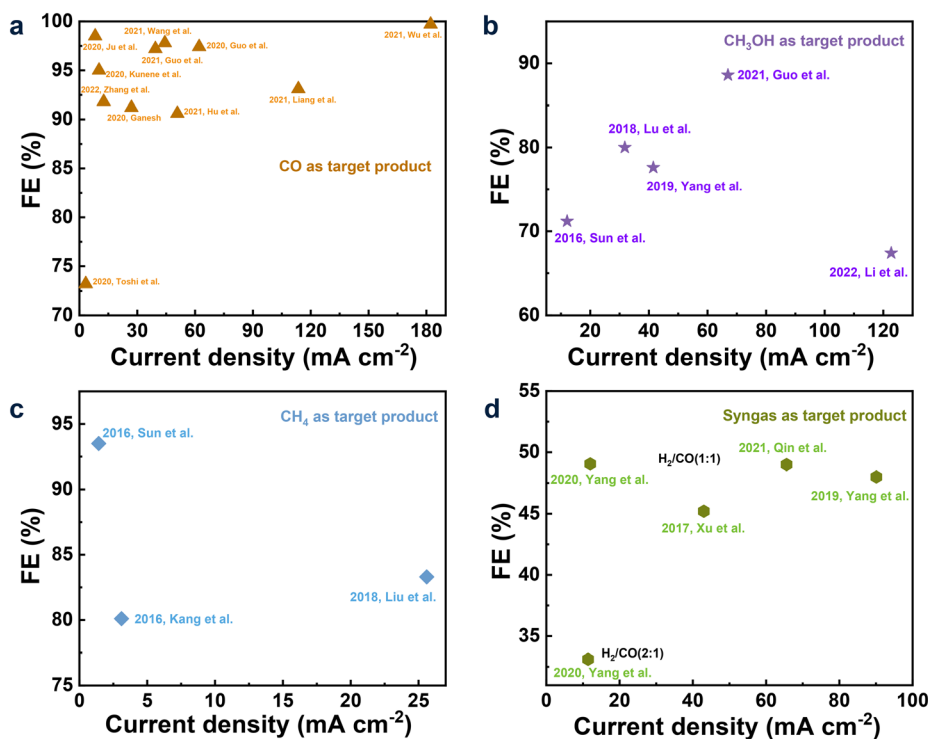 a
FE (%)
100
95
90
85
80
75
70
2021, Wang et al.
2020, Ju et al.
2020, Guo et al.
2021, Guo et al.
2021, Wu et al.
2020, Kunene et al.
2022, Zhang et al.
2020, Ganesh
2021, Hu et al.
2021, Liang et al.
CO as target product
2020, Toshi et al.
0 30 60 90 120 150 180
Current density (mA cm⁻²)
b
FE (%)
90
80
70
60
CH₃OH as target product
2021, Guo et al.
2018, Lu et al.
2019, Yang et al.
2016, Sun et al.
2022, Li et al.
20 40 60 80 100 120
Current density (mA cm⁻²)
c
FE (%)
95
90
85
80
75
CH₄ as target product
2016, Sun et al.
2018, Liu et al.
2016, Kang et al.
0 5 10 15 20 25
Current density (mA cm⁻²)
d
FE (%)
55
50
45
40
35
Syngas as target product
2021, Qin et al.
H₂/CO(1:1)
2020, Yang et al.
2019, Yang et al.
2017, Xu et al.
H₂/CO(2:1)
2020, Yang et al.
0 20 40 60 80 100
Current density (mA cm⁻²)